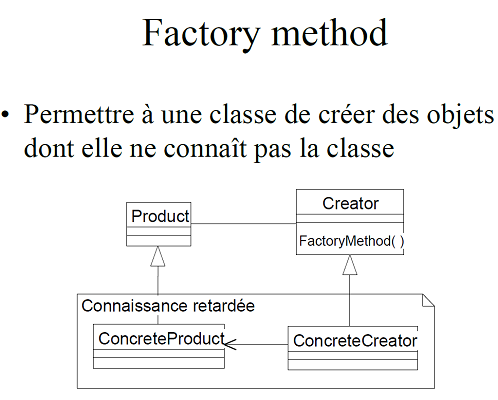 Factory method
• Permettre à une classe de créer des objets
dont elle ne connaît pas la classe
Creator
Product
FactoryMethod( )
Connaissance retardée
ConcreteProduct
ConcreteCreator